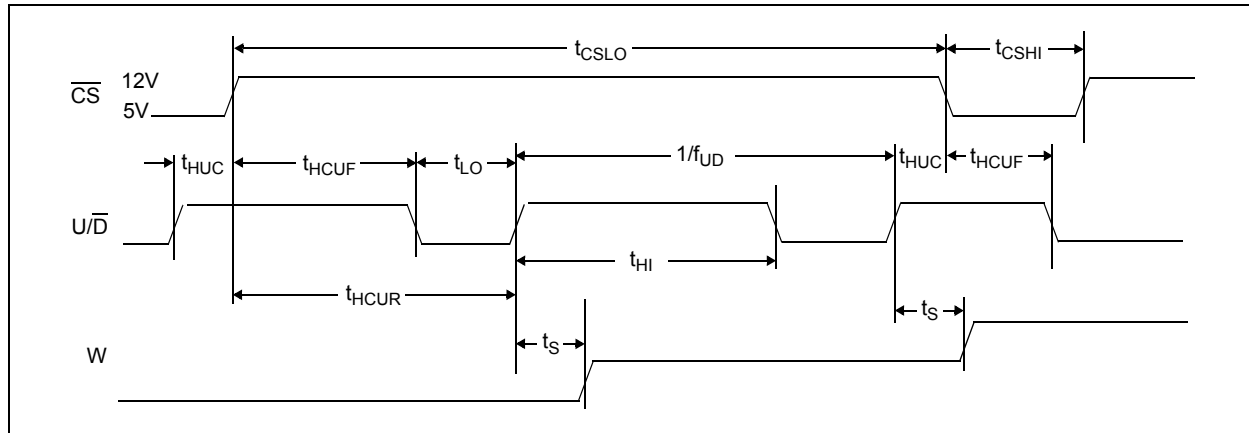 tCSLO
tCSHI
CS 12V
5V
tHUC tHCUF tLO 1/fUD tHUC tHCUF
U/D
tHI
tHCUR
tS
tS
W